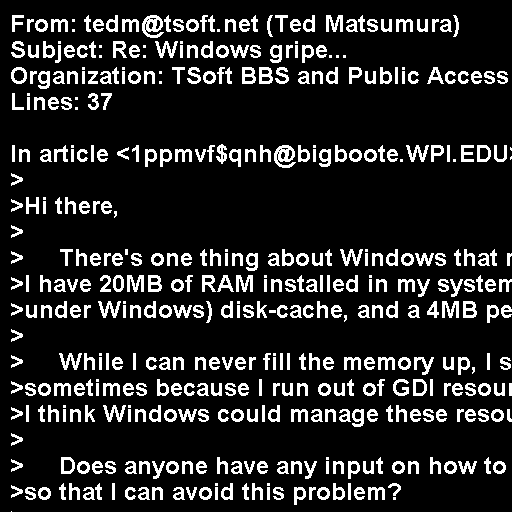 From: tedm@tsoft.net (Ted Matsumura)
Subject: Re: Windows gripe...
Organization: TSoft BBS and Public Access
Lines: 37

In article <1ppmvf$qnh@bigboote.WPI.EDU>
>
>Hi there,
>
>     There's one thing about Windows that
>I have 20MB of RAM installed in my system
>under Windows) disk-cache, and a 4MB pe
>
>     While I can never fill the memory up, I s
>sometimes because I run out of GDI resour
>I think Windows could manage these resou
>
>     Does anyone have any input on how to
>so that I can avoid this problem?